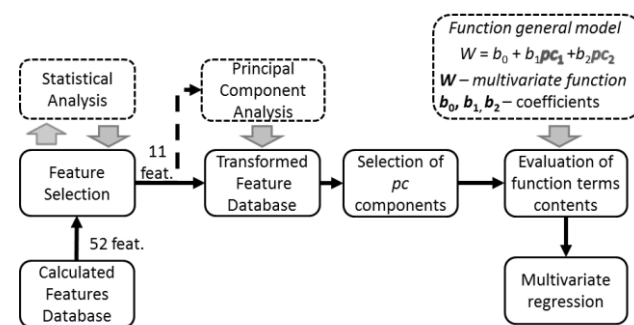 Function general model
W = b₀ + b₁pc₁ +b₂pc₂
W – multivariate function
b₀, b₁, b₂ – coefficients
Statistical
Analysis
Principal
Component
Analysis
11
feat.
Feature
Selection
Transformed
Feature
Database
Selection of
pc
components
Evaluation of
function terms
contents
52 feat.
Calculated
Features
Database
Multivariate
regression